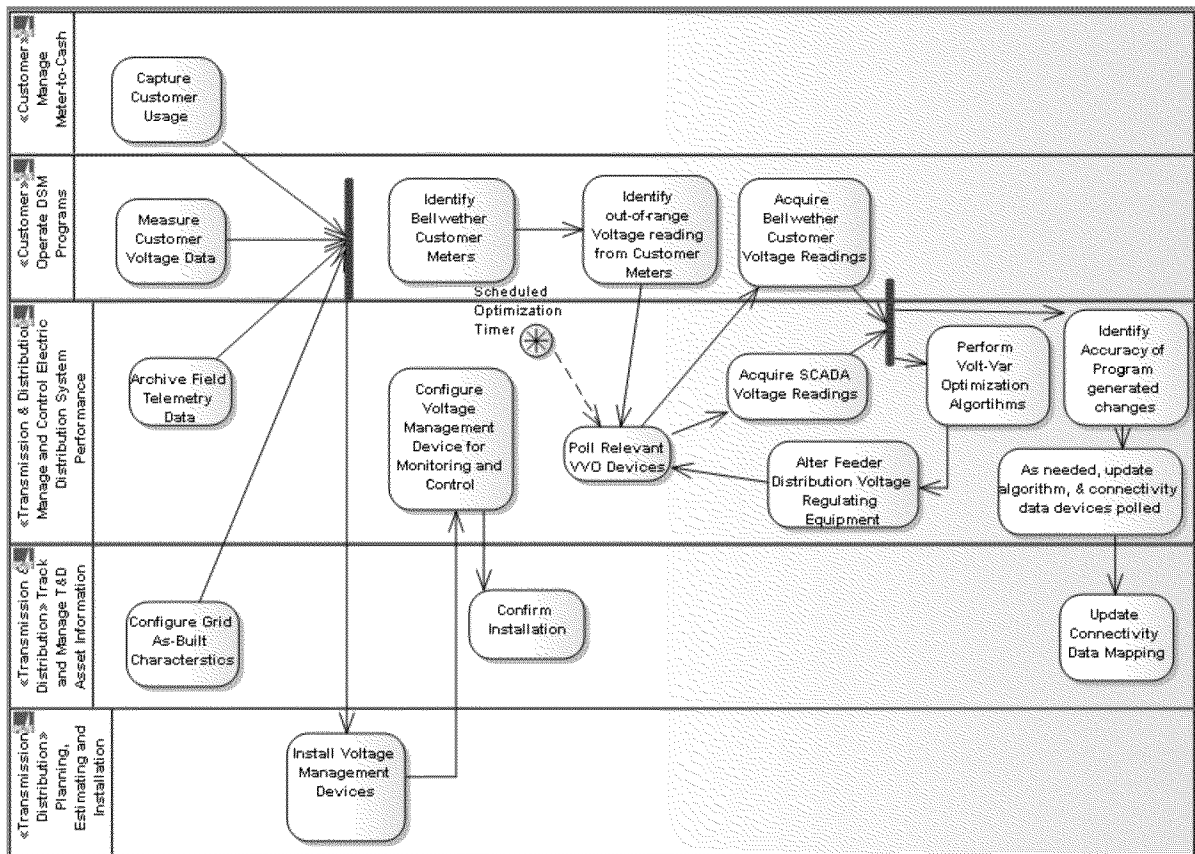 «Customer»
Manage
Meter-to-Cash
Capture
Customer
Usage
«Customer»
Operate DSM
Programs
Measure
Customer
Voltage Data
Identify
Bellwether
Customer
Meters
Identify
out-of-range
Voltage reading
from Customer
Meters
Acquire
Bellwether
Customer
Voltage Readings
«Transmission & Distribution»
Manage and Control Electric
Distribution System
Performance
Archive Field
Telemetry
Data
Scheduled
Optimization
Timer
Configure
Voltage
Management
Device for
Monitoring and
Control
Poll Relevant
VVO Devices
Acquire SCADA
Voltage Readings
Alter Feeder
Distribution Voltage
Regulating
Equipment
Perform
Volt-Var
Optimization
Algortihms
Identify
Accuracy of
Program
generated
changes
As needed, update
algorithm, & connectivity
data devices polled
«Transmission &
Distribution» Track
and Manage T&D
Asset Information
Configure Grid
As-Built
Characterstics
Confirm
Installation
Update
Connectivity
Data Mapping
«Transmission
Distribution»
Planning,
Estimating and
Installation
Install Voltage
Management
Devices